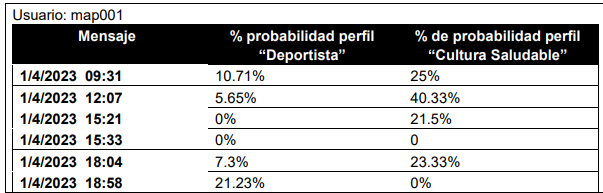 Usuario: map001
Mensaje % probabilidad perfil % de probabilidad perfil
“Deportista” “Cultura Saludable”
1/4/2023 09:31 10.71% 25%
1/4/2023 12:07 5.65% 40.33%
1/4/2023 15:21 0% 21.5%
1/4/2023 15:33 0% 0
1/4/2023 18:04 7.3% 23.33%
1/4/2023 18:58 21.23% 0%